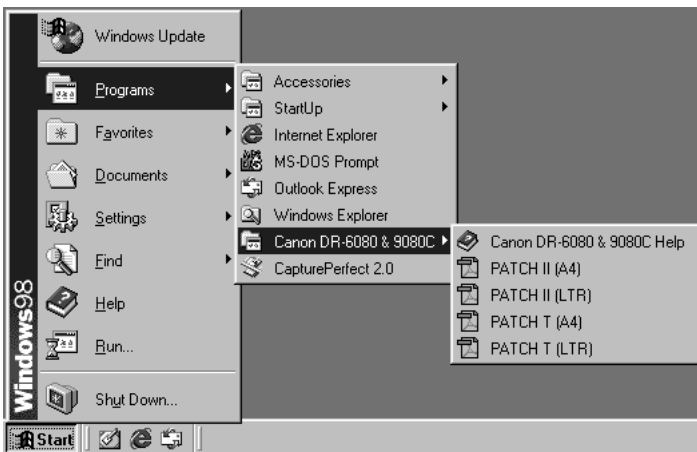 Windows Update
Programs
Favorites
Documents
Settings
Find
Help
Run...
Shut Down...
Windows98
Accessories
StartUp
Internet Explorer
MS-DOS Prompt
Outlook Express
Windows Explorer
Canon DR-6080 & 9080C
CapturePerfect 2.0
Canon DR-6080 & 9080C Help
PATCH II (A4)
PATCH II (LTR)
PATCH T (A4)
PATCH T (LTR)
Start